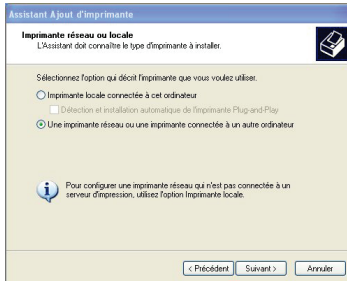 Assistant Ajout d'imprimante
Imprimante réseau ou locale
L'Assistant doit connaître le type d'imprimante à installer.
Sélectionnez l'option qui décrit l'imprimante que vous voulez utiliser.
Imprimante locale connectée à cet ordinateur
Détection et installation automatique de l'imprimante Plug-and-Play
Une imprimante réseau ou une imprimante connectée à un autre ordinateur
Pour configurer une imprimante réseau qui n'est pas connectée à un
serveur d'impression, utilisez l'option Imprimante locale.
< Précédent Suivant > Annuler